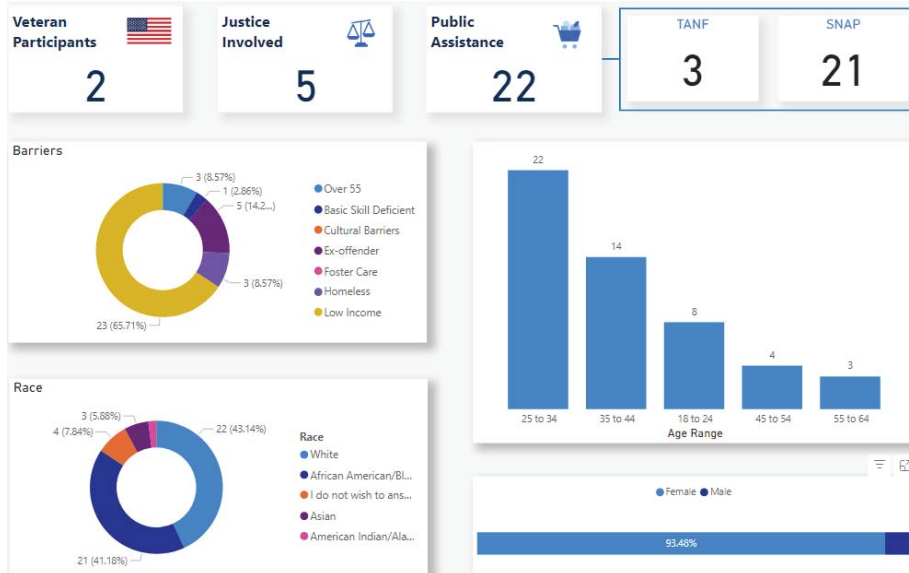 Veteran
Participants
2
Justice
Involved
5
Public
Assistance
22
TANF
3
SNAP
21
Barriers
3 (8.57%)
1 (2.86%)
5 (14.2...)
3 (8.57%)
23 (65.71%)
Over 55
Basic Skill Deficient
Cultural Barriers
Ex-offender
Foster Care
Homeless
Low Income
22
14
8
4
3
25 to 34
35 to 44
18 to 24
45 to 54
55 to 64
Age Range
Race
3 (5.88%)
4 (7.84%)
22 (43.14%)
21 (41.18%)
Race
White
African American/Bl...
I do not wish to ans...
Asian
American Indian/Ala...
Female
Male
93.48%